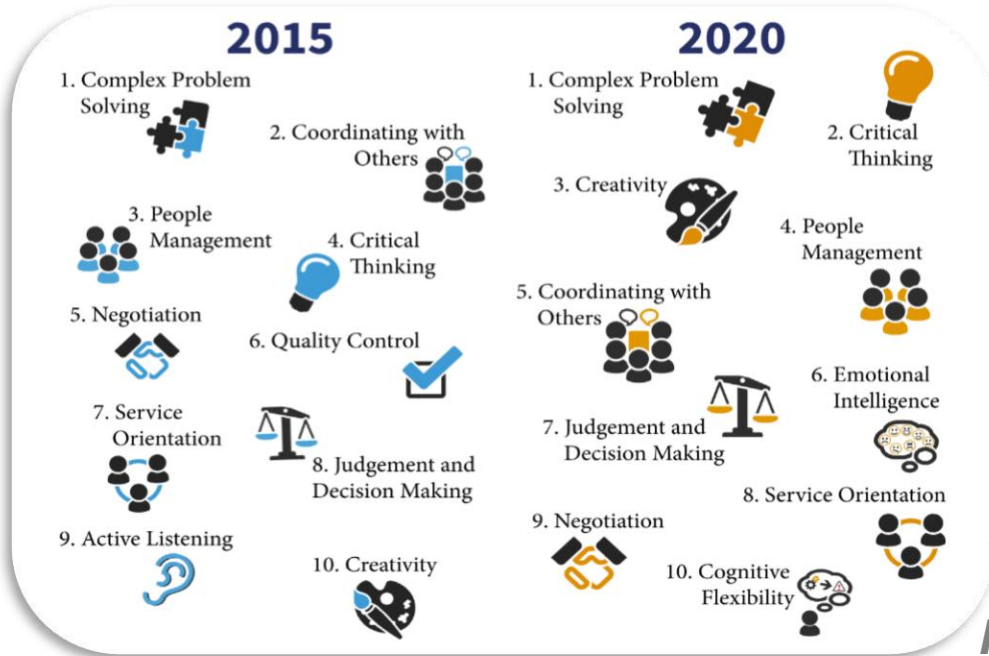 2015
1. Complex Problem
Solving
2. Coordinating with
Others
3. People
Management
4. Critical
Thinking
5. Negotiation
6. Quality Control
7. Service
Orientation
8. Judgement and
Decision Making
9. Active Listening
10. Creativity
2020
1. Complex Problem
Solving
2. Critical
Thinking
3. Creativity
4. People
Management
5. Coordinating with
Others
6. Emotional
Intelligence
7. Judgement and
Decision Making
8. Service Orientation
9. Negotiation
10. Cognitive
Flexibility